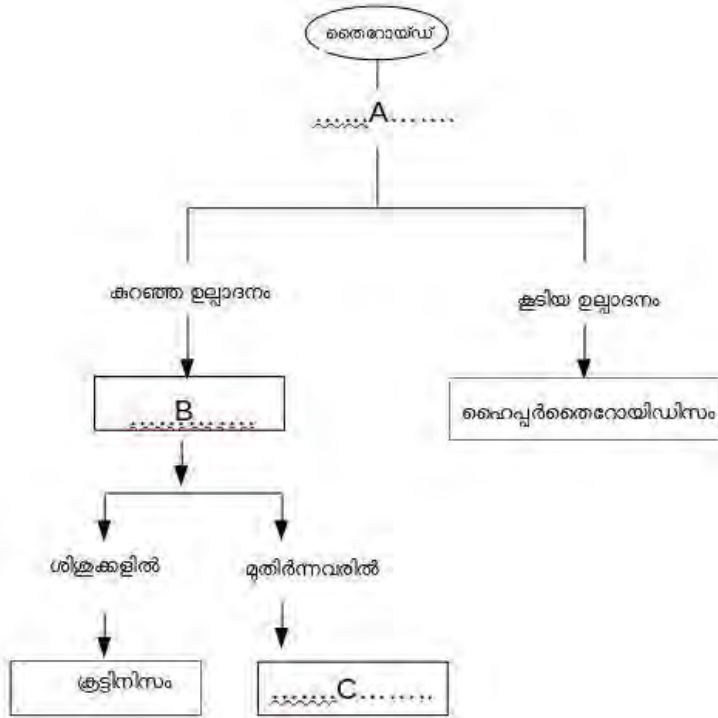 തൈറോയ്ഡ്
......A........
കുറഞ്ഞ ഉല്പാദനം
കൂടിയ ഉല്പാദനം
B
ഹൈപ്പർതൈറോയിഡിസം
ശിശുക്കളിൽ
മുതിർന്നവരിൽ
ക്രട്ടിനിസം
.......C.........